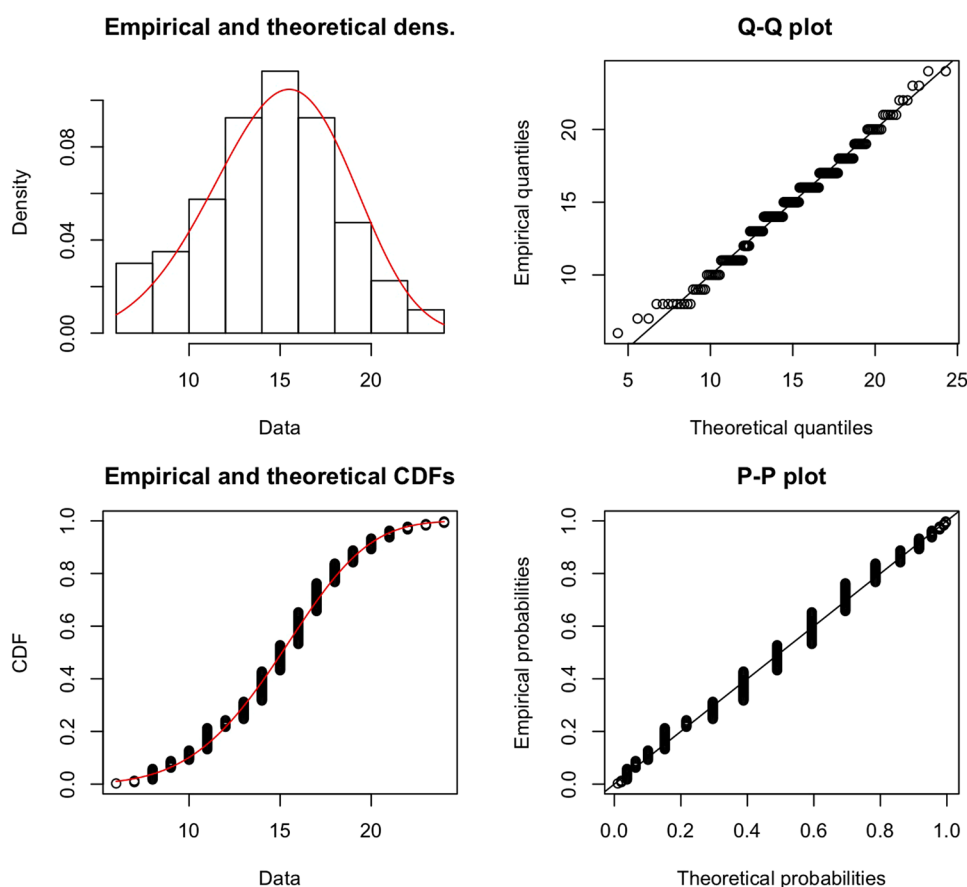 Empirical and theoretical dens.
Density
0.00 0.04 0.08
10 15 20
Data
Q-Q plot
Empirical quantiles
10 15 20
5 10 15 20 25
Theoretical quantiles
Empirical and theoretical CDFs
CDF
0.0 0.2 0.4 0.6 0.8 1.0
10 15 20
Data
P-P plot
Empirical probabilities
0.0 0.2 0.4 0.6 0.8 1.0
0.0 0.2 0.4 0.6 0.8 1.0
Theoretical probabilities